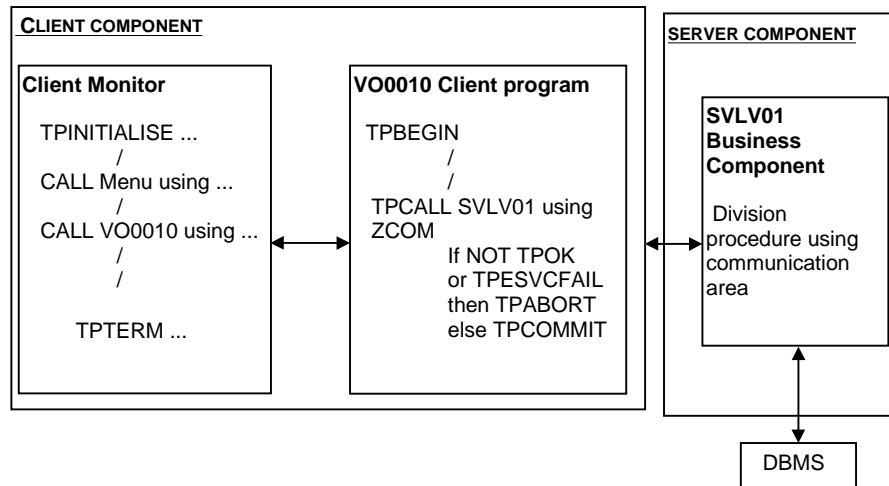 CLIENT COMPONENT
Client Monitor
TPINITIALISE ...
/
CALL Menu using ...
/
CALL VO0010 using ...
/
/
TPTERM ...
VO0010 Client program
TPBEGIN
/
/
TPCALL SVLV01 using
ZCOM
If NOT TPOK
or TPESVCFAIL
then TPABORT
else TPCOMMIT
SERVER COMPONENT
SVLV01
Business
Component
Division
procedure using
communication
area
DBMS